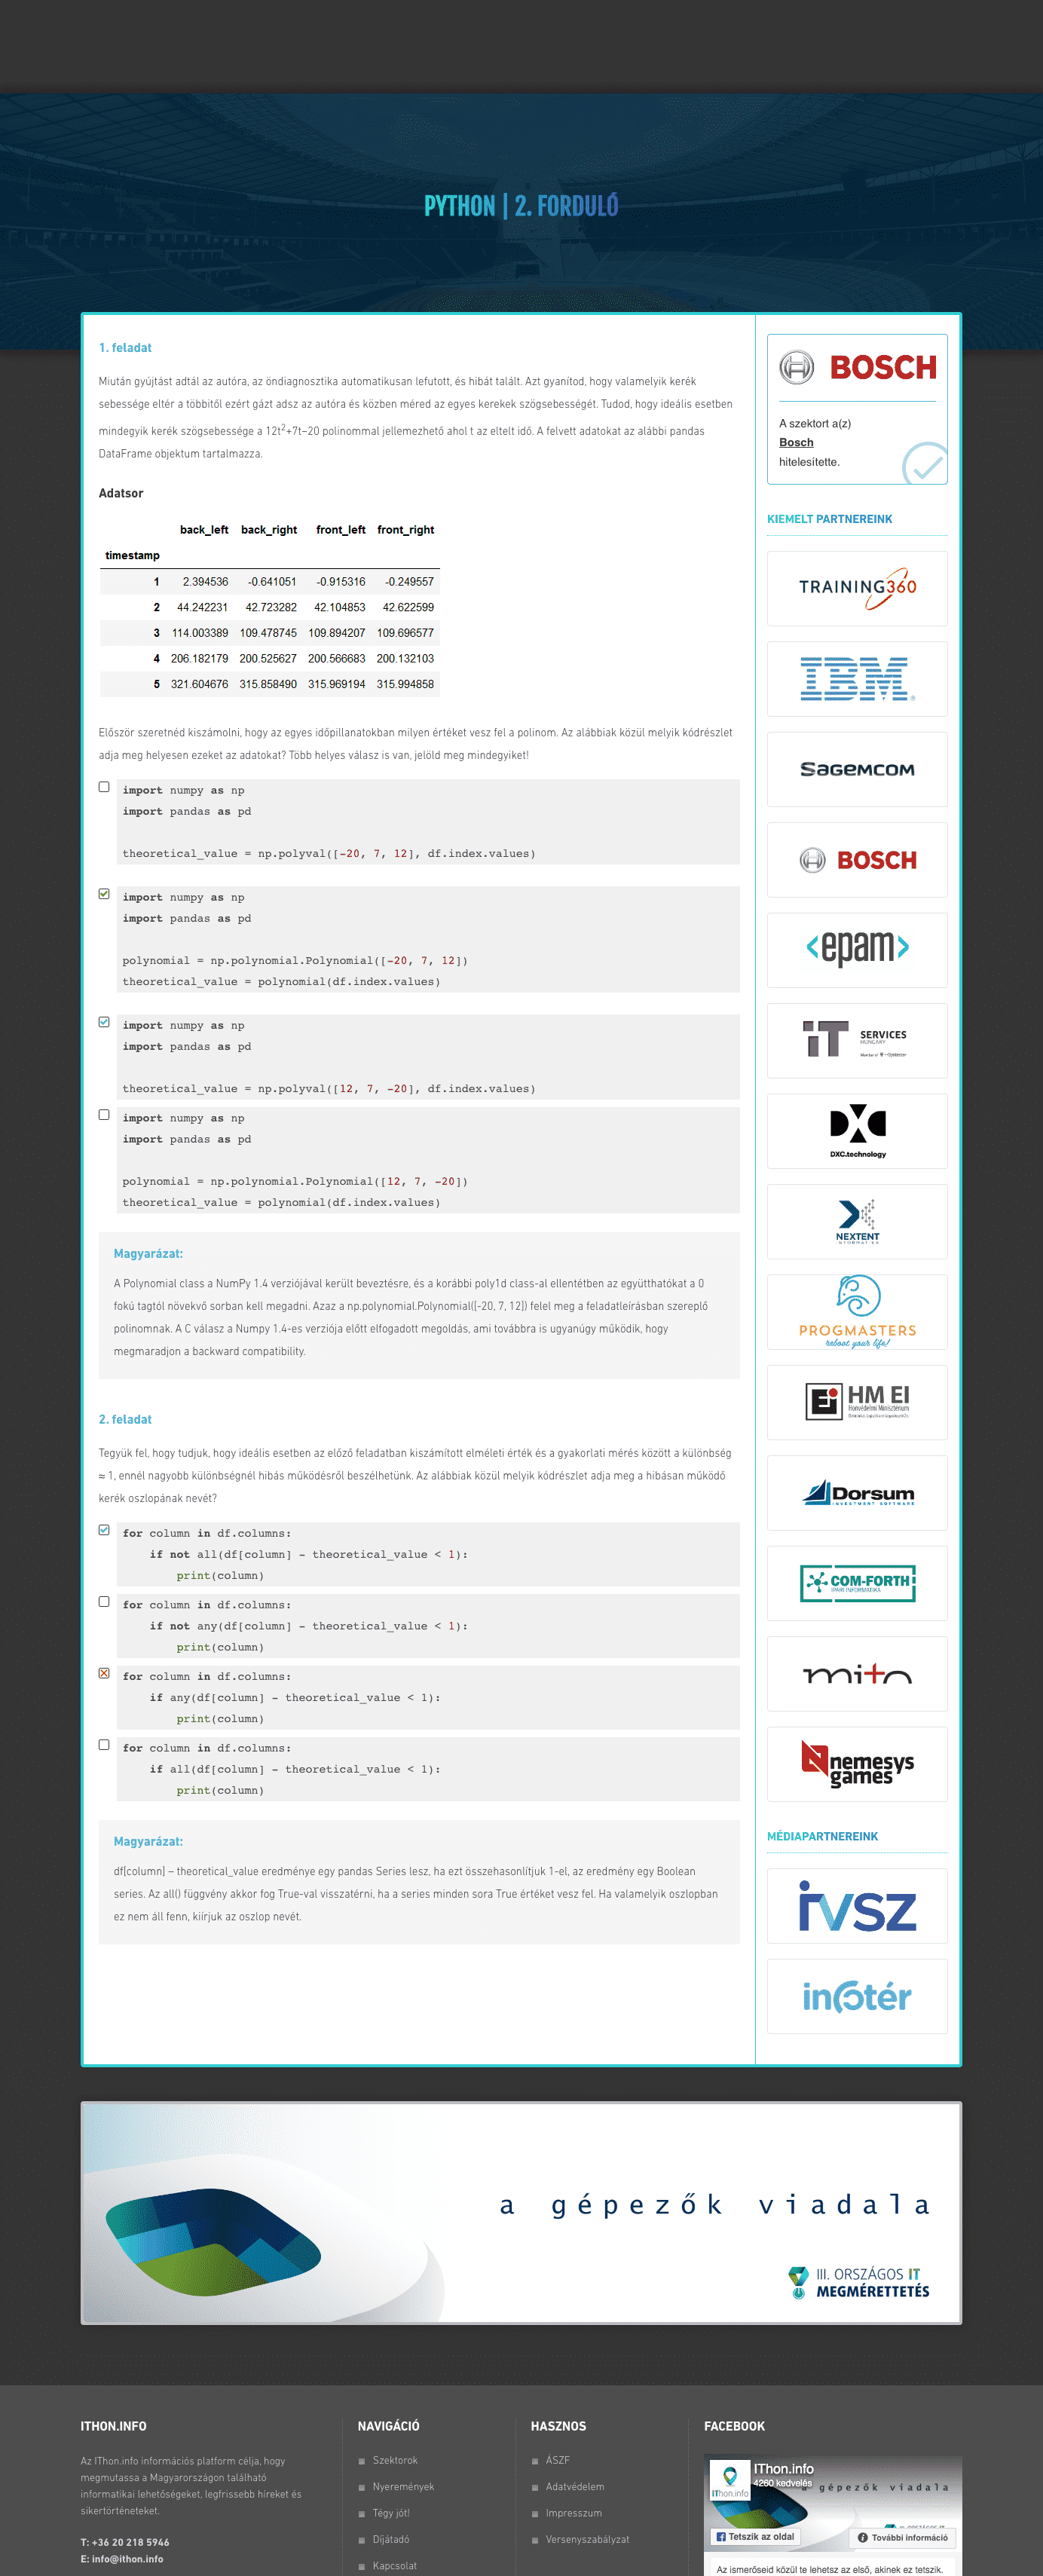 PYTHON | 2. FORDULÓ
1. feladat
Miután gyújtást adtál az autóra, az öndiagnosztika automatikusan lefutott, és hibát talált. Azt gyanítod, hogy valamelyik kerék
sebessége eltér a többitől ezért gázt adsz az autóra és közben méred az egyes kerekek szögsebességét. Tudod, hogy ideális esetben
mindegyik kerék szögsebessége a 12t²+7t–20 polinommal jellemezhető ahol t az eltelt idő. A felvett adatokat az alábbi pandas
DataFrame objektum tartalmazza.
Adatsor
back_left back_right front_left front_right
timestamp
1 2.394536 -0.641051 -0.915316 -0.249557
2 44.242231 42.723282 42.104853 42.622599
3 114.003389 109.478745 109.894207 109.696577
4 206.182179 200.525627 200.566683 200.132103
5 321.604676 315.858490 315.969194 315.994858
Először szeretnéd kiszámolni, hogy az egyes időpillanatokban milyen értéket vesz fel a polinom. Az alábbiak közül melyik kódrészlet
adja meg helyesen ezeket az adatokat? Több helyes válasz is van, jelöld meg mindegyiket!
import numpy as np
import pandas as pd
theoretical_value = np.polyval([-20, 7, 12], df.index.values)
import numpy as np
import pandas as pd
polynomial = np.polynomial.Polynomial([-20, 7, 12])
theoretical_value = polynomial(df.index.values)
import numpy as np
import pandas as pd
theoretical_value = np.polyval([12, 7, -20], df.index.values)
import numpy as np
import pandas as pd
polynomial = np.polynomial.Polynomial([12, 7, -20])
theoretical_value = polynomial(df.index.values)
Magyarázat:
A Polynomial class a NumPy 1.4 verziójával került beveztésre, és a korábbi poly1d class-al ellentétben az együtthatókat a 0
fokú tagtól növekvő sorban kell megadni. Azaz a np.polynomial.Polynomial([-20, 7, 12]) felel meg a feladatleírásban szereplő
polinomnak. A C válasz a Numpy 1.4-es verziója előtt elfogadott megoldás, ami továbbra is ugyanúgy működik, hogy
megmaradjon a backward compatibility.
2. feladat
Tegyük fel, hogy tudjuk, hogy ideális esetben az előző feladatban kiszámított elméleti érték és a gyakorlati mérés között a különbség
≈ 1, ennél nagyobb különbségnél hibás működésről beszélhetünk. Az alábbiak közül melyik kódrészlet adja meg a hibásan működő
kerék oszlopának nevét?
for column in df.columns:
if not all(df[column] - theoretical_value < 1):
print(column)
for column in df.columns:
if not any(df[column] - theoretical_value < 1):
print(column)
for column in df.columns:
if any(df[column] - theoretical_value < 1):
print(column)
for column in df.columns:
if all(df[column] - theoretical_value < 1):
print(column)
Magyarázat:
df[column] – theoretical_value eredménye egy pandas Series lesz, ha ezt összehasonlítjuk 1-el, az eredmény egy Boolean
series. Az all() függvény akkor fog True-val visszatérni, ha a series minden sora True értéket vesz fel. Ha valamelyik oszlopban
ez nem áll fenn, kiírjuk az oszlop nevét.
BOSCH
A szektort a(z)
Bosch
hitelesítette.
KIEMELT PARTNEREINK
TRAINING360
IBM
SAGEMCOM
BOSCH
<epam>
iT SERVICES
HUNGARY
DXC.technology
NEXTENT
INFORMATIKA
PROGMASTERS
reboot your life!
HM EI
Honvédelmi Minisztérium
Dorsum
INVESTMENT SOFTWARE
COM-FORTH
IPARI INFORMATIKA
mito
nemesys
games
MÉDIAPARTNEREINK
ivsz
infotér
a gépezők viadala
III. ORSZÁGOS IT
MEGMÉRETTETÉS
ITHON.INFO
Az IThon.info információs platform célja, hogy
megmutassa a Magyarországon található
informatikai lehetőségeket, legfrissebb híreket és
sikertörténeteket.
T: +36 20 218 5946
E: info@ithon.info
NAVIGÁCIÓ
Szektorok
Nyeremények
Tégy jót!
Díjátadó
Kapcsolat
HASZNOS
ÁSZF
Adatvédelem
Impresszum
Versenyszabályzat
FACEBOOK
IThon.info
4260 kedvelés
a gépezők viadala
IThon.info
Tetszik az oldal
További információ
Az ismerőseid közül te lehetsz az első, akinek ez tetszik.